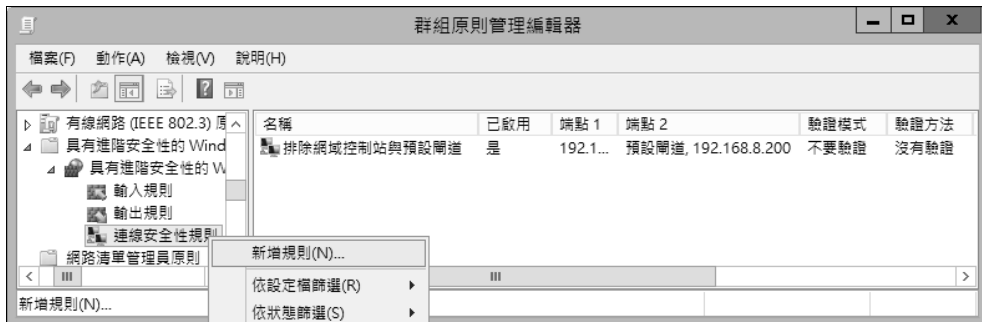 群組原則管理編輯器
檔案(F) 動作(A) 檢視(V) 說明(H)
有線網路 (IEEE 802.3) 原
具有進階安全性的 Wind
具有進階安全性的 W
輸入規則
輸出規則
連線安全性規則
網路清單管理員原則
名稱 已啟用 端點 1 端點 2 驗證模式 驗證方法
排除網域控制站與預設閘道 是 192.1... 預設閘道, 192.168.8.200 不要驗證 沒有驗證
新增規則(N)...
依設定檔篩選(R)
依狀態篩選(S)
新增規則(N)...